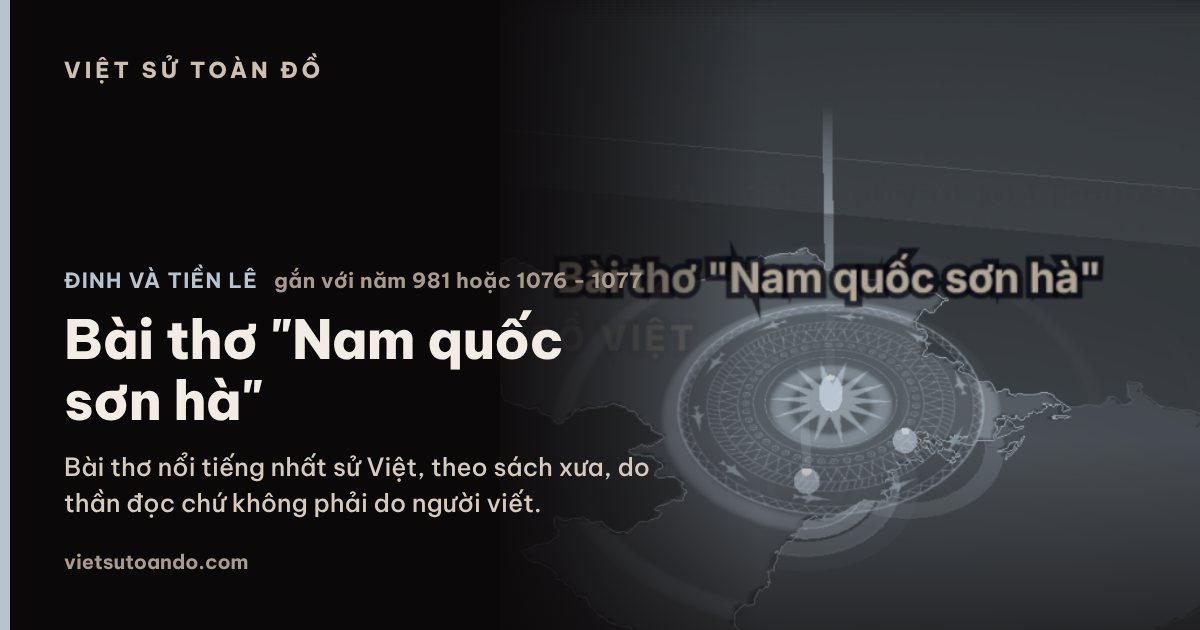 VIỆT SỬ TOÀN ĐỒ
ĐINH VÀ TIỀN LÊ gắn với năm 981 hoặc 1076 - 1077
Bài thơ "Nam quốc sơn hà"
Bài thơ "Nam quốc
sơn hà"
VIỆT
Bài thơ nổi tiếng nhất sử Việt, theo sách xưa, do
thần đọc chứ không phải do người viết.
vietsutoando.com